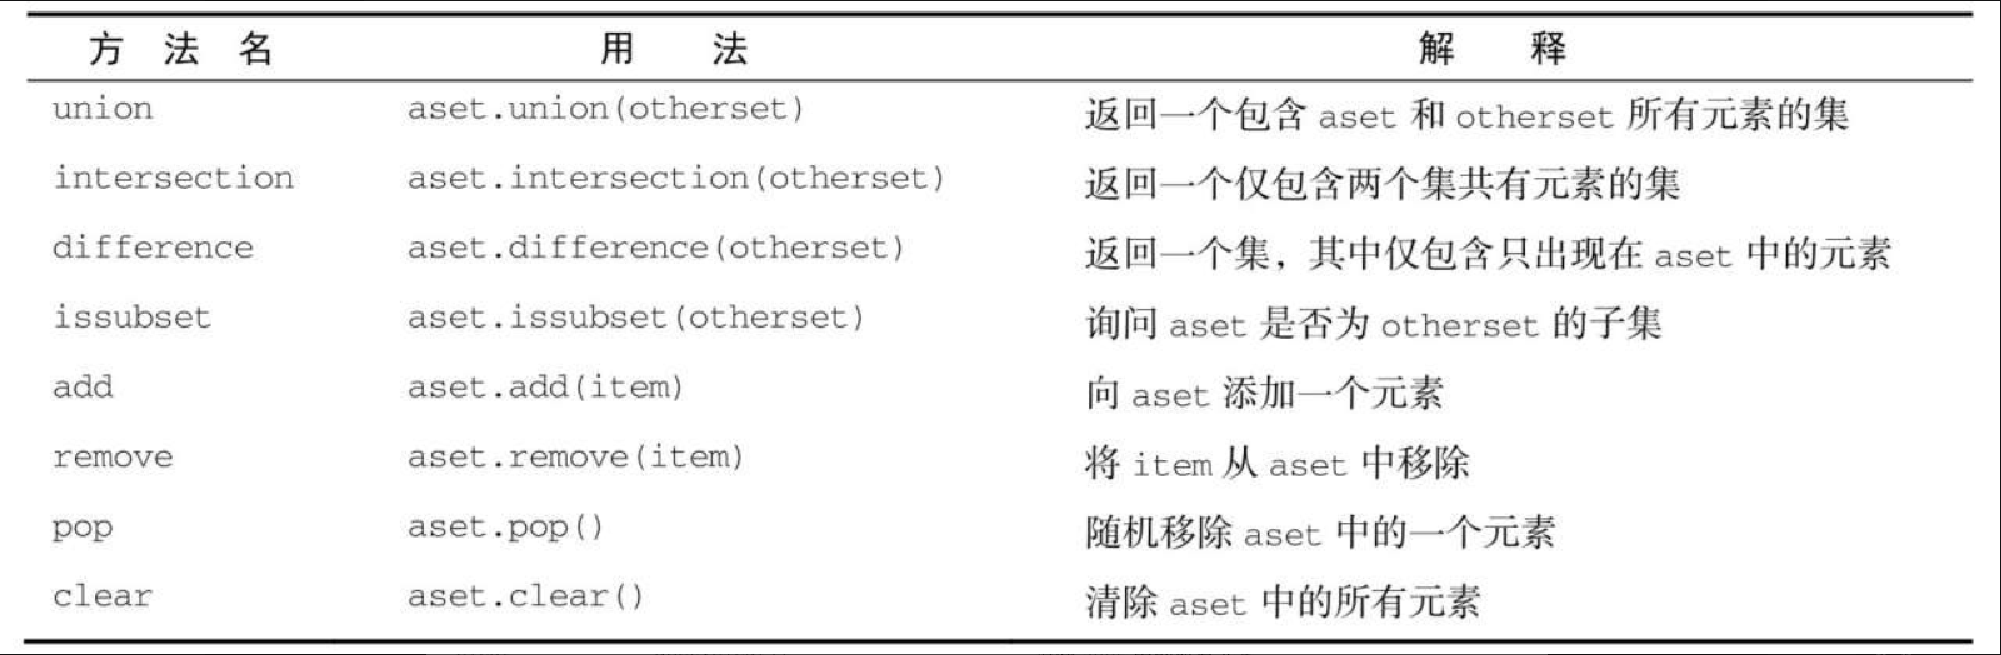 方 法 名 用 法 解 释
union aset.union(otherset) 返回一个包含 aset 和 otherset 所有元素的集
intersection aset.intersection(otherset) 返回一个仅包含两个集共有元素的集
difference aset.difference(otherset) 返回一个集，其中仅包含只出现在 aset 中的元素
issubset aset.issubset(otherset) 询问 aset 是否为 otherset 的子集
add aset.add(item) 向 aset 添加一个元素
remove aset.remove(item) 将 item 从 aset 中移除
pop aset.pop() 随机移除 aset 中的一个元素
clear aset.clear() 清除 aset 中的所有元素